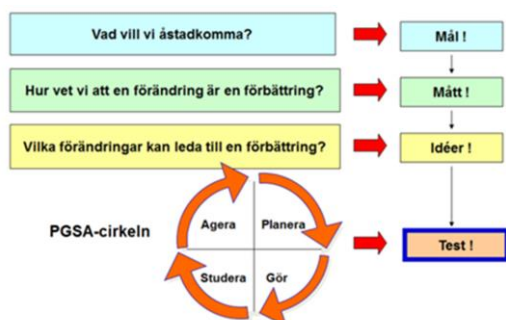 Vad vill vi åstadkomma?
Mål !
Hur vet vi att en förändring är en förbättring?
Mått !
Vilka förändringar kan leda till en förbättring?
Idéer !
PGSA-cirkeln
Agera
Planera
Studera
Gör
Test !